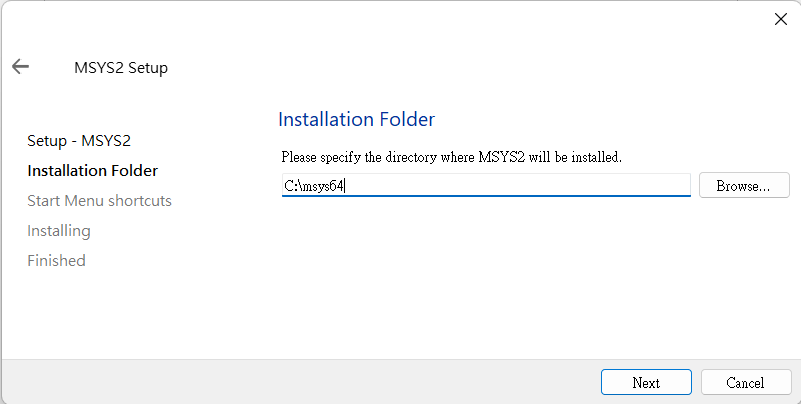 MSYS2 Setup
Setup - MSYS2
Installation Folder
Start Menu shortcuts
Installing
Finished
Installation Folder
Please specify the directory where MSYS2 will be installed.
C:\msys64
Browse...
Next
Cancel